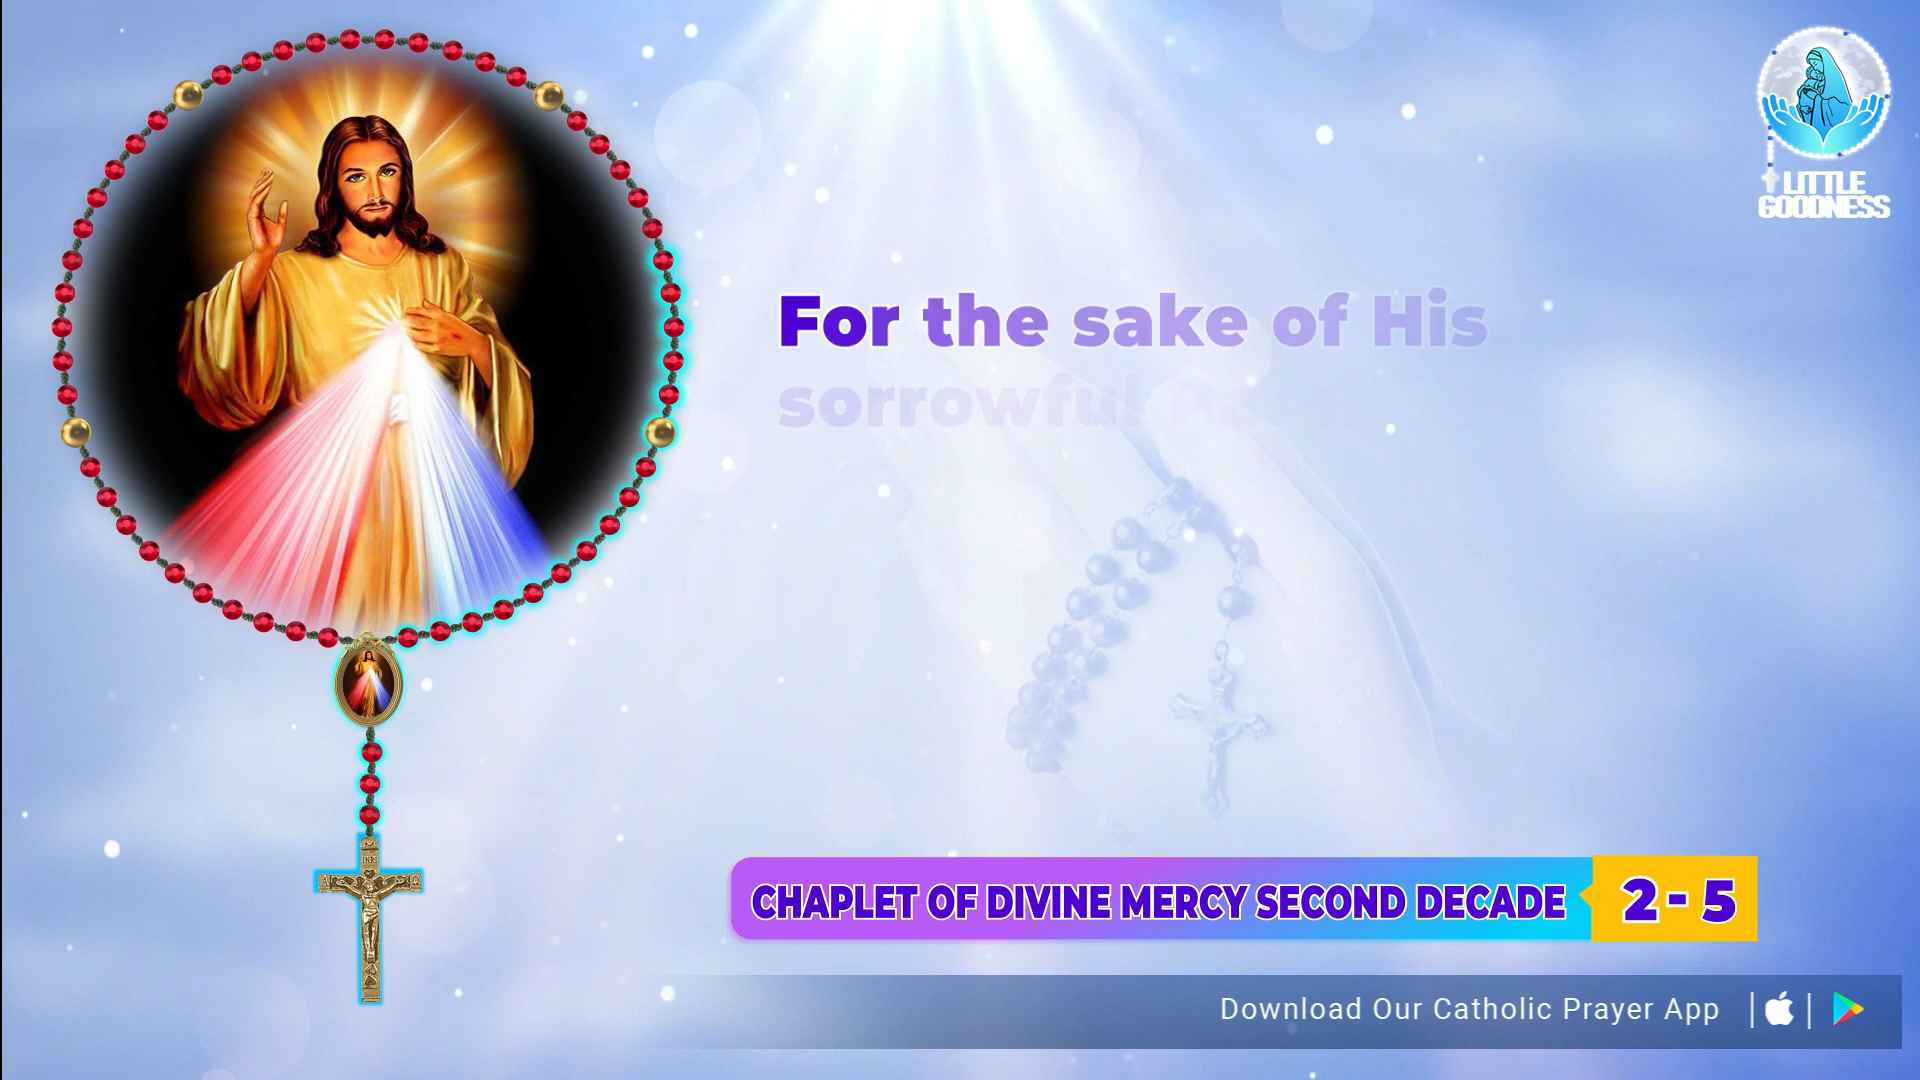 For the sake of His
sorrowful
LITTLE
GOODNESS
INRI
CHAPLET OF DIVINE MERCY SECOND DECADE
2 - 5
Download Our Catholic Prayer App